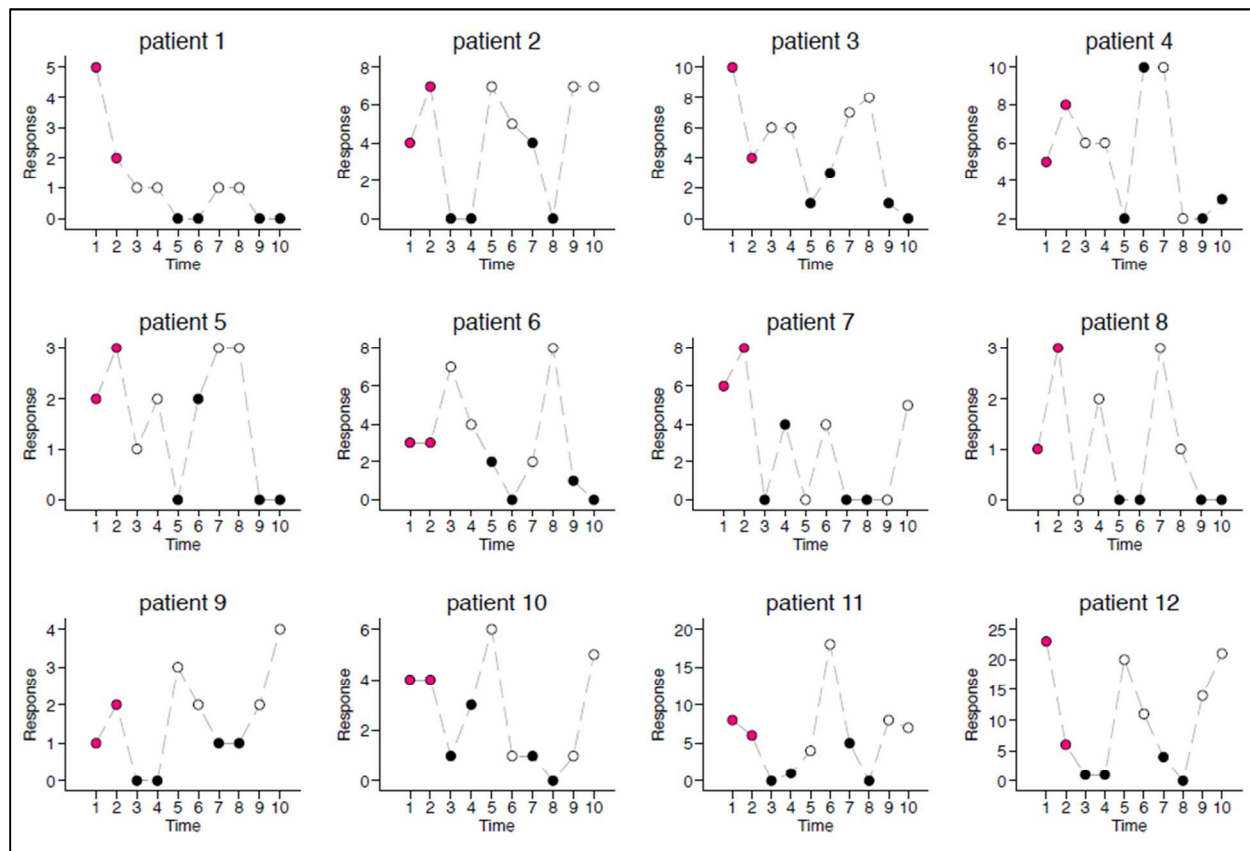 patient 1
5
4
3
2
1
0
Response
1 2 3 4 5 6 7 8 9 10
Time
patient 2
8
6
4
2
0
Response
1 2 3 4 5 6 7 8 9 10
Time
patient 3
10
8
6
4
2
0
Response
1 2 3 4 5 6 7 8 9 10
Time
patient 4
10
8
6
4
2
Response
1 2 3 4 5 6 7 8 9 10
Time
patient 5
3
2
1
0
Response
1 2 3 4 5 6 7 8 9 10
Time
patient 6
8
6
4
2
0
Response
1 2 3 4 5 6 7 8 9 10
Time
patient 7
8
6
4
2
0
Response
1 2 3 4 5 6 7 8 9 10
Time
patient 8
3
2
1
0
Response
1 2 3 4 5 6 7 8 9 10
Time
patient 9
4
3
2
1
0
Response
1 2 3 4 5 6 7 8 9 10
Time
patient 10
6
4
2
0
Response
1 2 3 4 5 6 7 8 9 10
Time
patient 11
20
15
10
5
0
Response
1 2 3 4 5 6 7 8 9 10
Time
patient 12
25
20
15
10
5
0
Response
1 2 3 4 5 6 7 8 9 10
Time